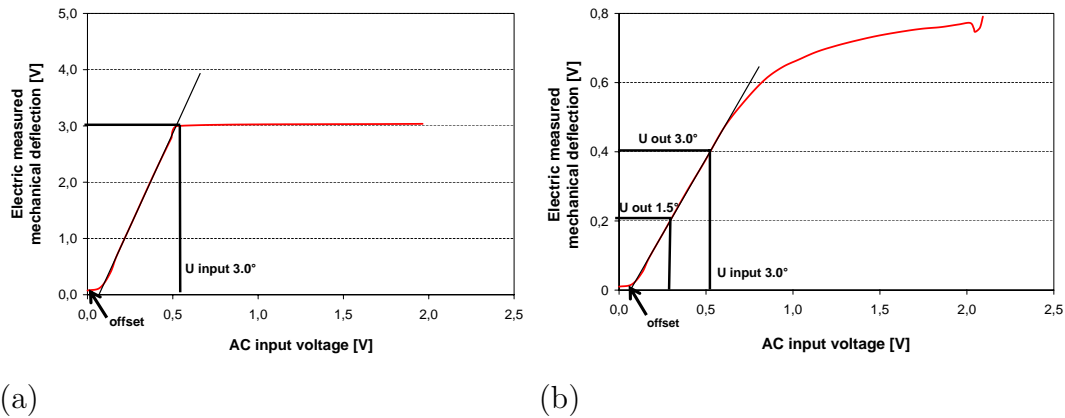 5,0
4,0
3,0
2,0
1,0
0,0
0,0
0,5
1,0
1,5
2,0
2,5
Electric measured
mechanical deflection [V]
U input 3.0°
offset
AC input voltage [V]
(a)
0,8
0,6
0,4
0,2
0
0,0
0,5
1,0
1,5
2,0
2,5
Electric measured
mechanical deflection [V]
U out 3.0°
U out 1.5°
U input 3.0°
offset
AC input voltage [V]
(b)